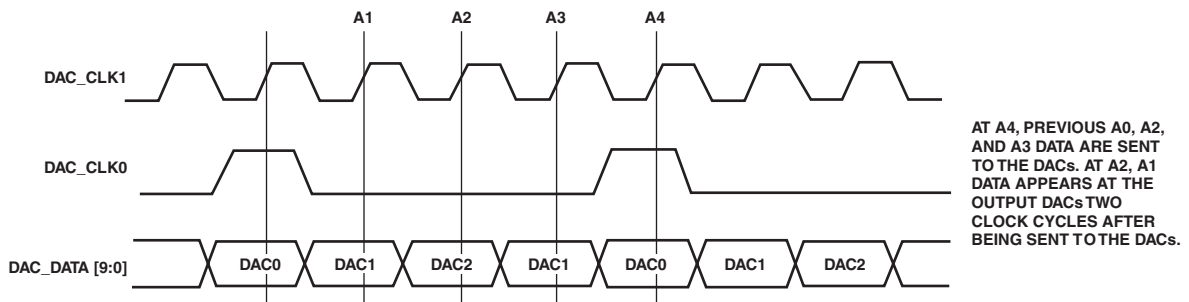 A1 A2 A3 A4
DAC_CLK1
DAC_CLK0
DAC_DATA [9:0]
DAC0 DAC1 DAC2 DAC1 DAC0 DAC1 DAC2
AT A4, PREVIOUS A0, A2,
AND A3 DATA ARE SENT
TO THE DACs. AT A2, A1
DATA APPEARS AT THE
OUTPUT DACs TWO
CLOCK CYCLES AFTER
BEING SENT TO THE DACs.